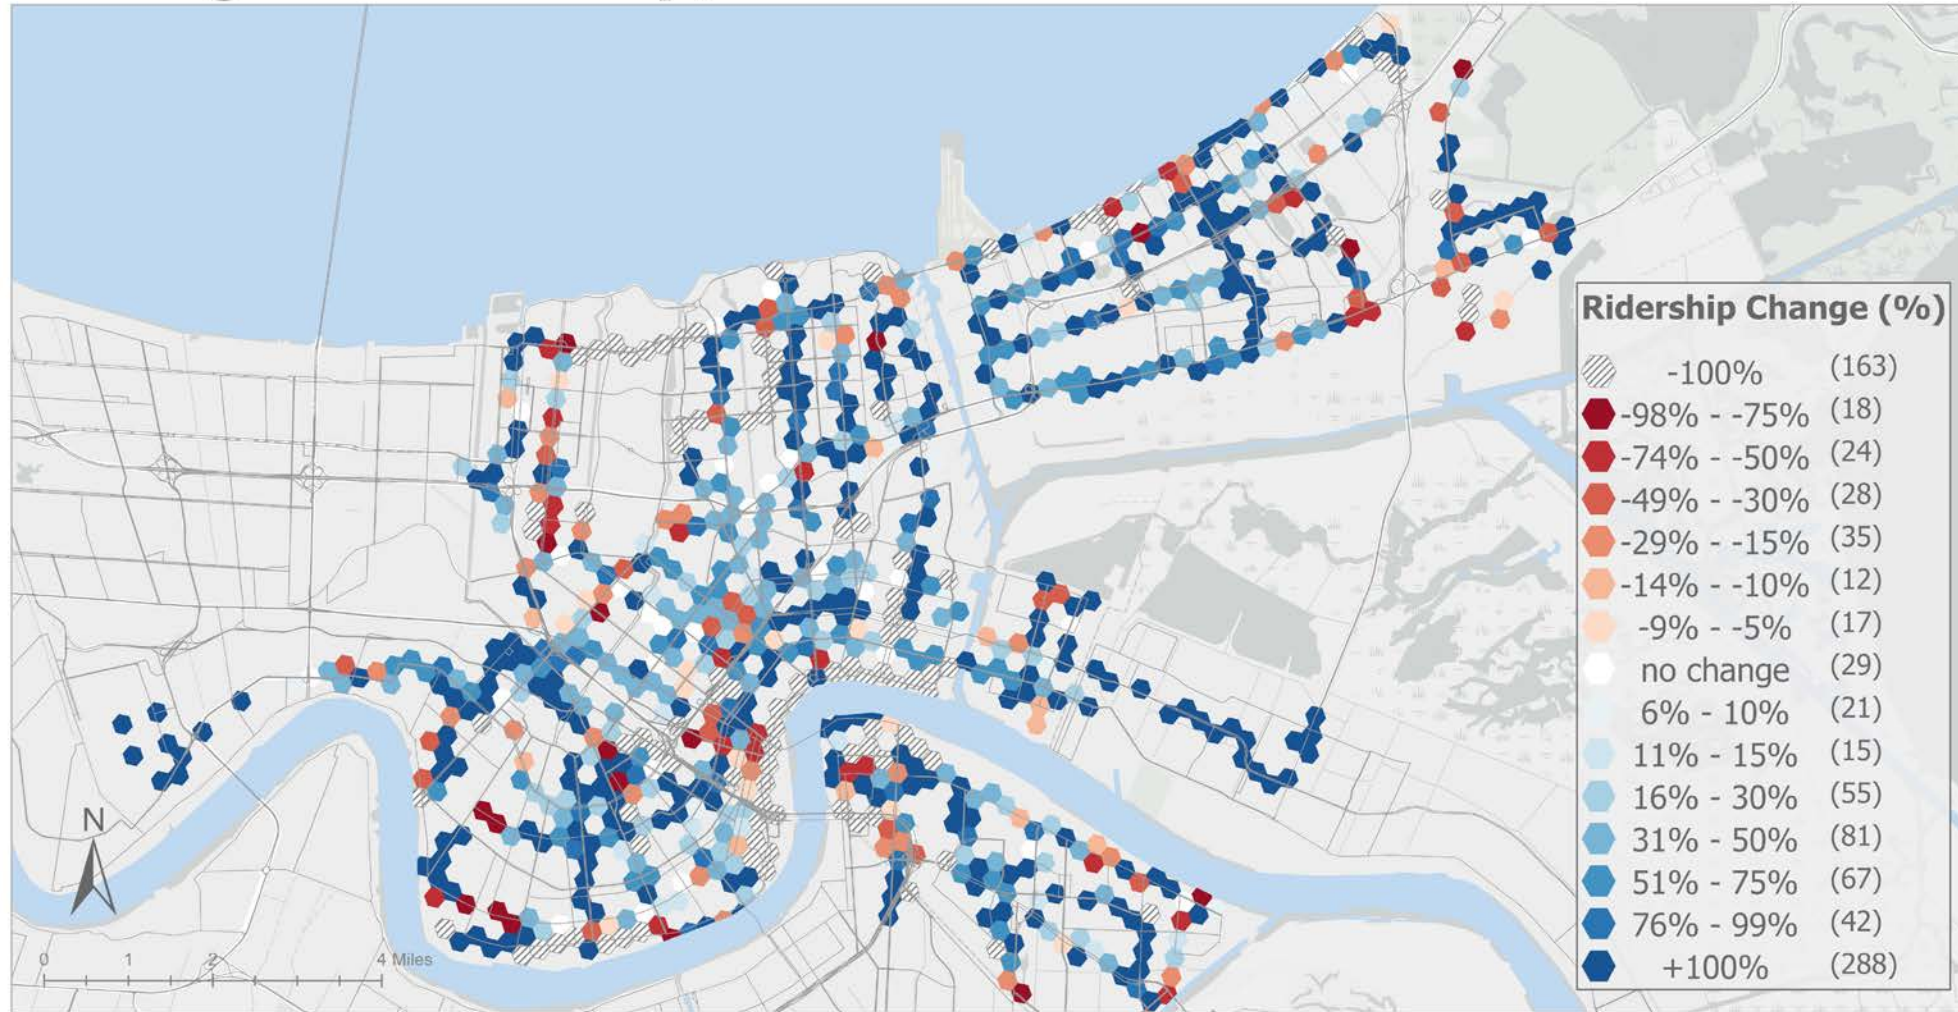 Ridership Change (%)
-100% (163)
-98% - -75% (18)
-74% - -50% (24)
-49% - -30% (28)
-29% - -15% (35)
-14% - -10% (12)
-9% - -5% (17)
no change (29)
6% - 10% (21)
11% - 15% (15)
16% - 30% (55)
31% - 50% (81)
51% - 75% (67)
76% - 99% (42)
+100% (288)
N
0 1 2 4 Miles